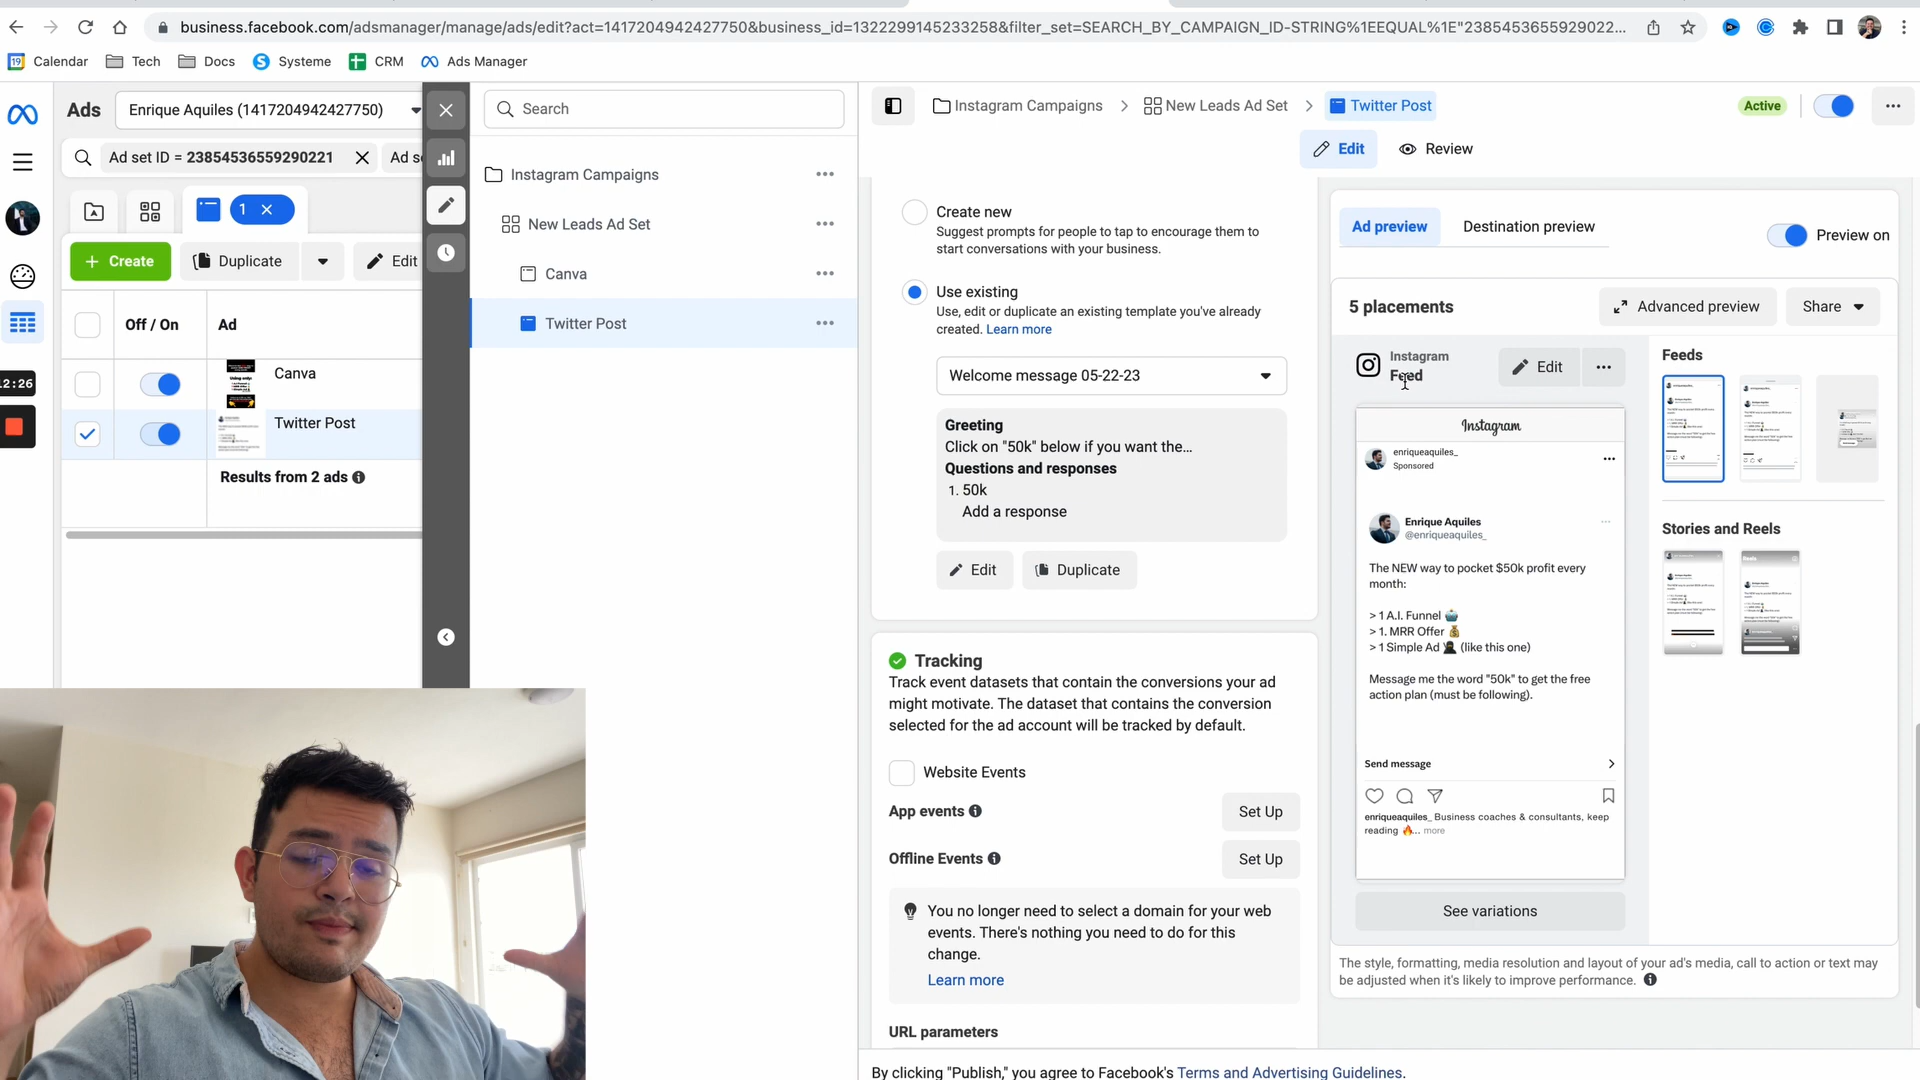 business.facebook.com/adsmanager/manage/ads/edit?act=1417204942427750&business_id=1322299145233258&filter_set=SEARCH_BY_CAMPAIGN_ID-STRING%1EEQUAL%1E"23854536559290​22...
Calendar
Tech
Docs
Systeme
CRM
Ads Manager
Ads
Enrique Aquiles (1417204942427750)
Ad set ID = 23854536559290221
Ad se
1
Create
Duplicate
Edit
Off / On
Ad
Canva
Twitter Post
Results from 2 ads
12:26
Search
Instagram Campaigns
New Leads Ad Set
Canva
Twitter Post
Instagram Campaigns
New Leads Ad Set
Twitter Post
Active
Edit
Review
Create new
Suggest prompts for people to tap to encourage them to
start conversations with your business.
Use existing
Use, edit or duplicate an existing template you've already
created. Learn more
Welcome message 05-22-23
Greeting
Click on "50k" below if you want the...
Questions and responses
1. 50k
Add a response
Edit
Duplicate
Tracking
Track event datasets that contain the conversions your ad
might motivate. The dataset that contains the conversion
selected for the ad account will be tracked by default.
Website Events
App events
Set Up
Offline Events
Set Up
You no longer need to select a domain for your web
events. There's nothing you need to do for this
change.
Learn more
URL parameters
By clicking "Publish," you agree to Facebook's Terms and Advertising Guidelines.
Ad preview
Destination preview
Preview on
5 placements
Advanced preview
Share
Instagram
Feed
Edit
Instagram
enriqueaquiles_
Sponsored
Enrique Aquiles
@enriqueaquiles_
The NEW way to pocket $50k profit every
month:
> 1 A.I. Funnel 🤖
> 1. MRR Offer 💰
> 1 Simple Ad 🥷 (like this one)
Message me the word "50k" to get the free
action plan (must be following).
Send message
enriqueaquiles_ Business coaches & consultants, keep
reading 🔥... more
See variations
Feeds
Stories and Reels
The style, formatting, media resolution and layout of your ad's media, call to action or text may
be adjusted when it's likely to improve performance.